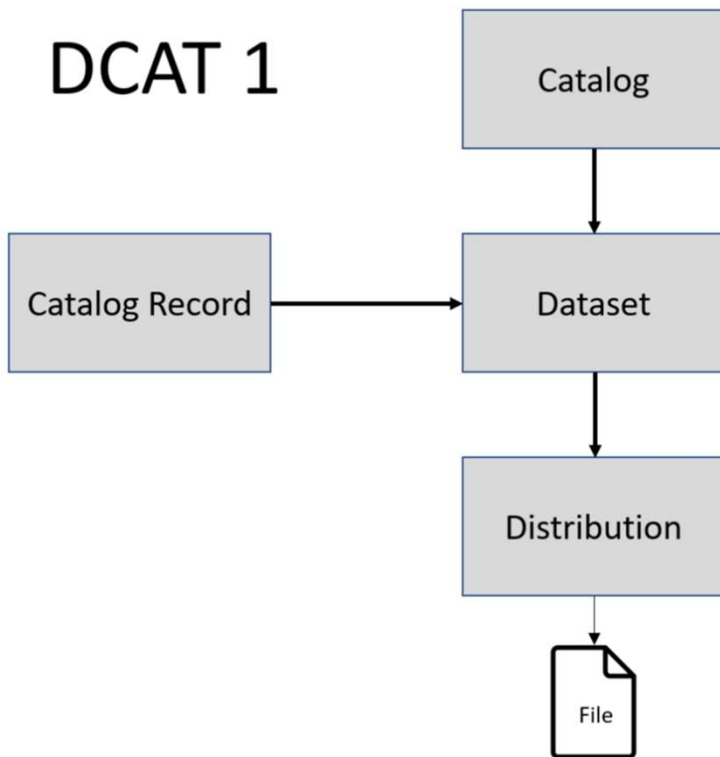 DCAT 1
Catalog
Catalog Record
Dataset
Distribution
File